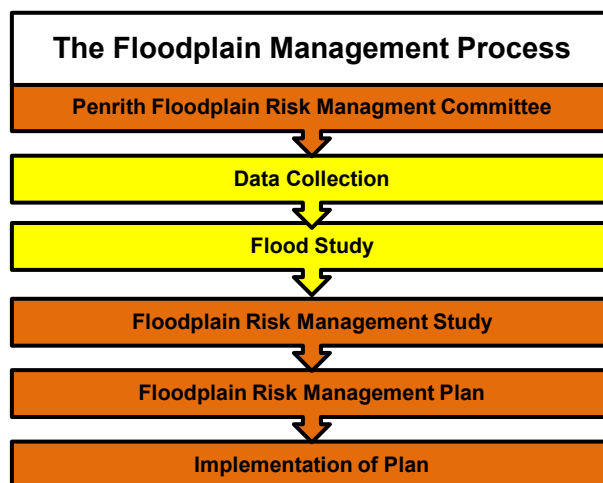 The Floodplain Management Process
Penrith Floodplain Risk Managment Committee
Data Collection
Flood Study
Floodplain Risk Management Study
Floodplain Risk Management Plan
Implementation of Plan